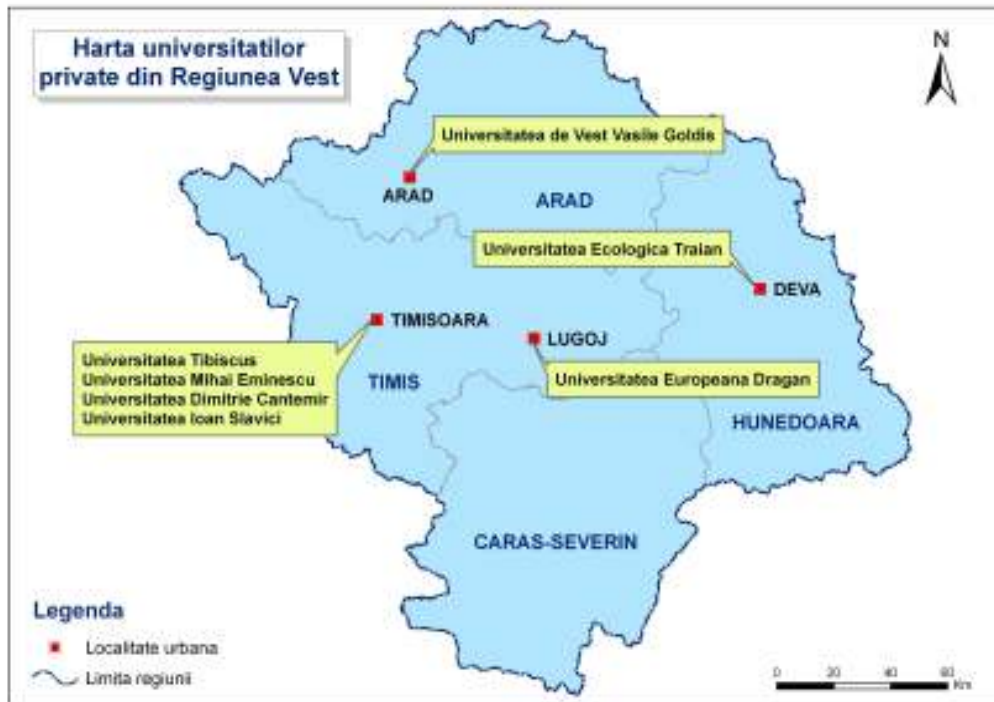 Harta universitatilor
private din Regiunea Vest
N
Universitatea de Vest Vasile Goldis
ARAD
ARAD
Universitatea Ecologica Traian
DEVA
TIMISOARA
LUGOJ
Universitatea Tibiscus
Universitatea Mihai Eminescu
Universitatea Dimitrie Cantemir
Universitatea Ioan Slavici
TIMIS
Universitatea Europeana Dragan
HUNEDOARA
CARAS-SEVERIN
Legenda
Localitate urbana
Limita regiunii
0 20 40 60
Km